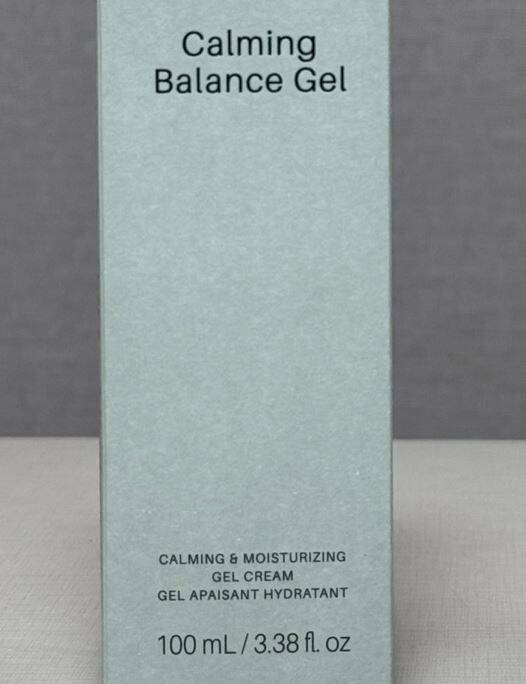 Calming
Balance Gel
CALMING & MOISTURIZING
GEL CREAM
GEL APAISANT HYDRATANT
100 mL / 3.38 fl. oz